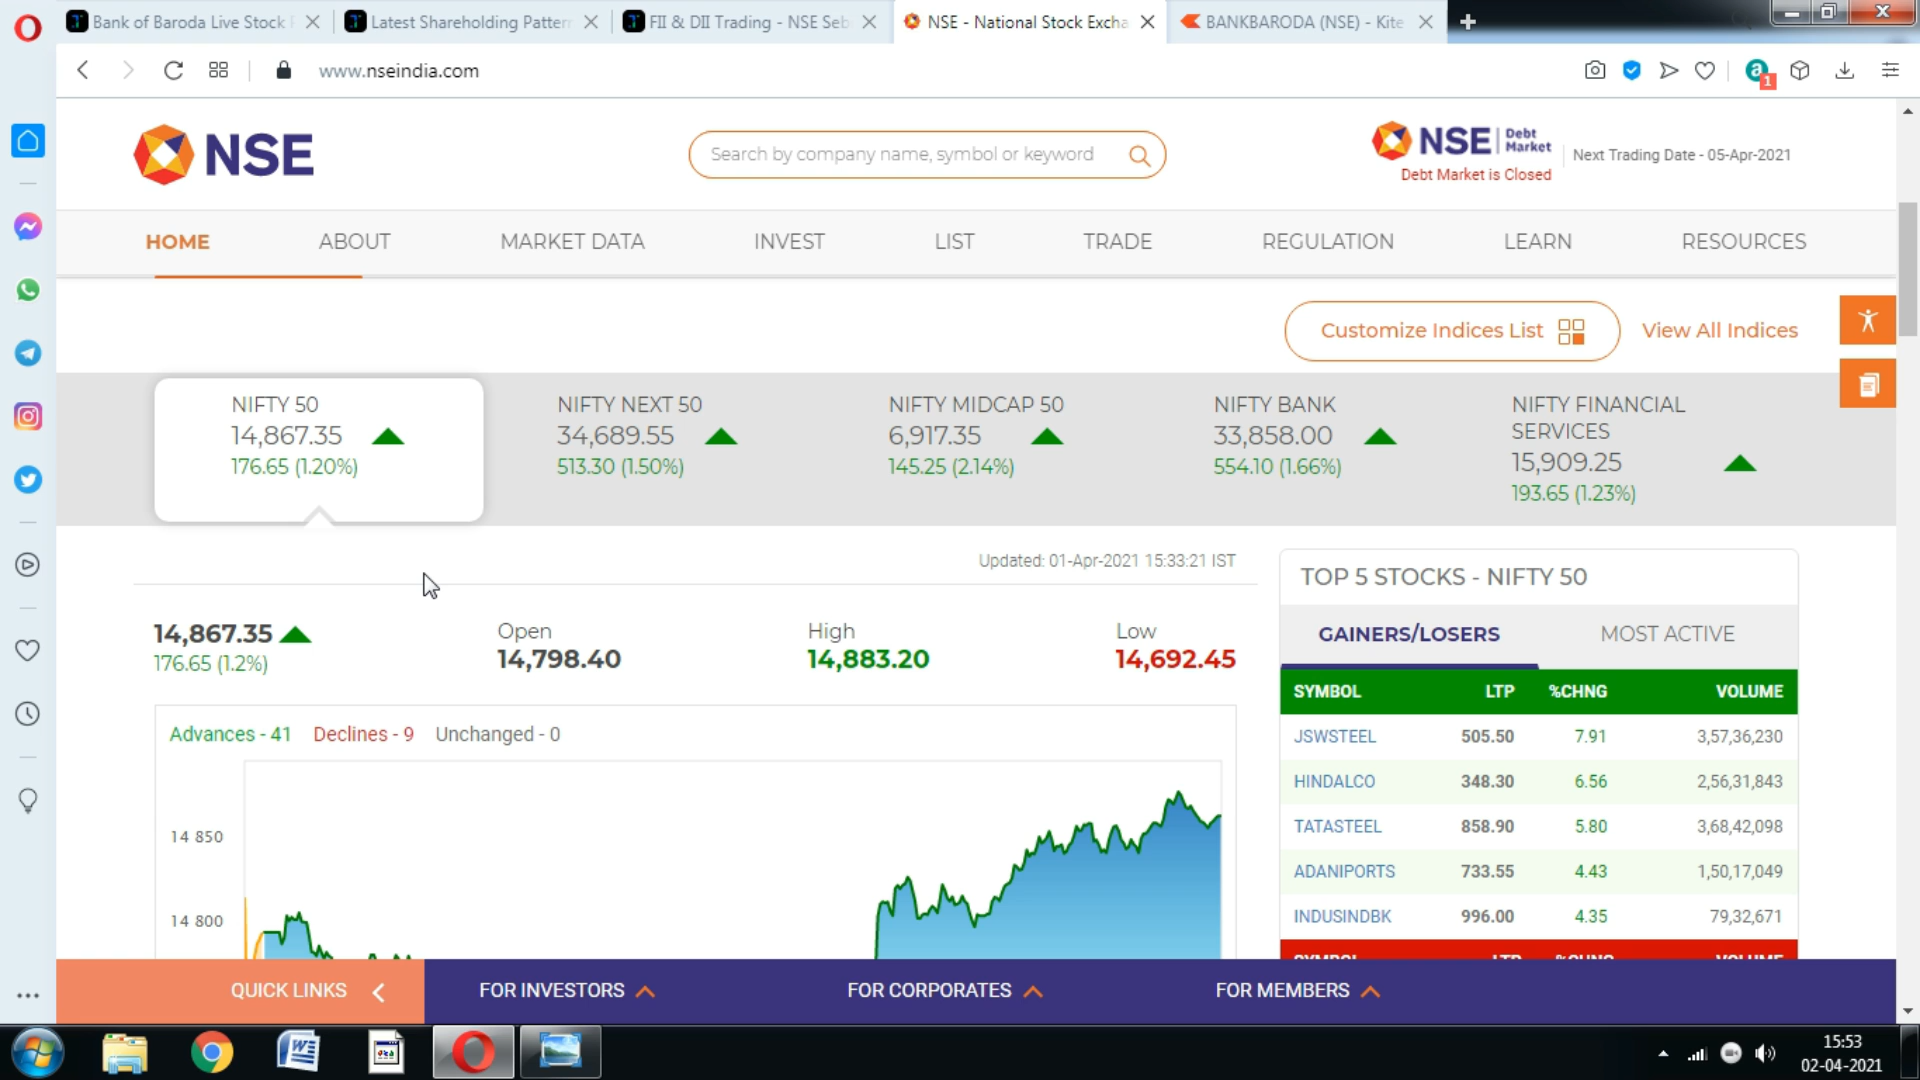 Bank of Baroda Live Stock
Latest Shareholding Pattern
FII & DII Trading - NSE Seb
NSE - National Stock Excha
BANKBARODA (NSE) - Kite
www.nseindia.com
a
1
NSE
Search by company name, symbol or keyword
NSE Debt Market
Debt Market is Closed
Next Trading Date - 05-Apr-2021
HOME ABOUT MARKET DATA INVEST LIST TRADE REGULATION LEARN RESOURCES
Customize Indices List
View All Indices
NIFTY 50
14,867.35
176.65 (1.20%)
NIFTY NEXT 50
34,689.55
513.30 (1.50%)
NIFTY MIDCAP 50
6,917.35
145.25 (2.14%)
NIFTY BANK
33,858.00
554.10 (1.66%)
NIFTY FINANCIAL
SERVICES
15,909.25
193.65 (1.23%)
Updated: 01-Apr-2021 15:33:21 IST
14,867.35
176.65 (1.2%)
Open
14,798.40
High
14,883.20
Low
14,692.45
Advances - 41 Declines - 9 Unchanged - 0
14 850
14 800
TOP 5 STOCKS - NIFTY 50
GAINERS/LOSERS MOST ACTIVE
SYMBOL LTP %CHNG VOLUME
JSWSTEEL 505.50 7.91 3,57,36,230
HINDALCO 348.30 6.56 2,56,31,843
TATASTEEL 858.90 5.80 3,68,42,098
ADANIPORTS 733.55 4.43 1,50,17,049
INDUSINDBK 996.00 4.35 79,32,671
SYMBOL LTP %CHNG VOLUME
QUICK LINKS FOR INVESTORS FOR CORPORATES FOR MEMBERS
15:53
02-04-2021